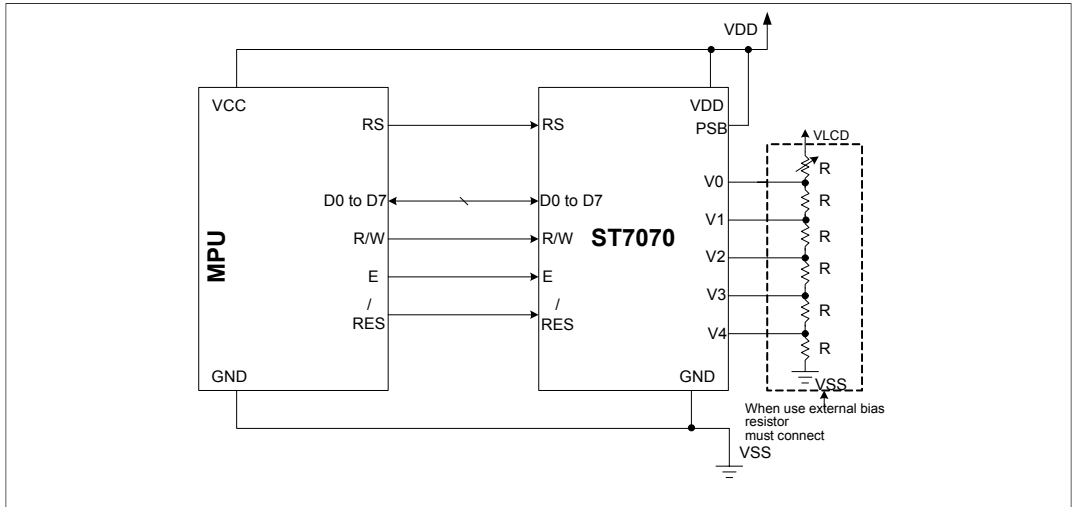 VDD
VCC
VDD
PSB
VLCD
RS
RS
R
V0
R
D0 to D7
D0 to D7
V1
R
MPU
R/W
R/W
ST7070
V2
R
E
E
V3
R
/
RES
/
RES
V4
R
GND
GND
VSS
When use external bias
resistor
must connect
VSS